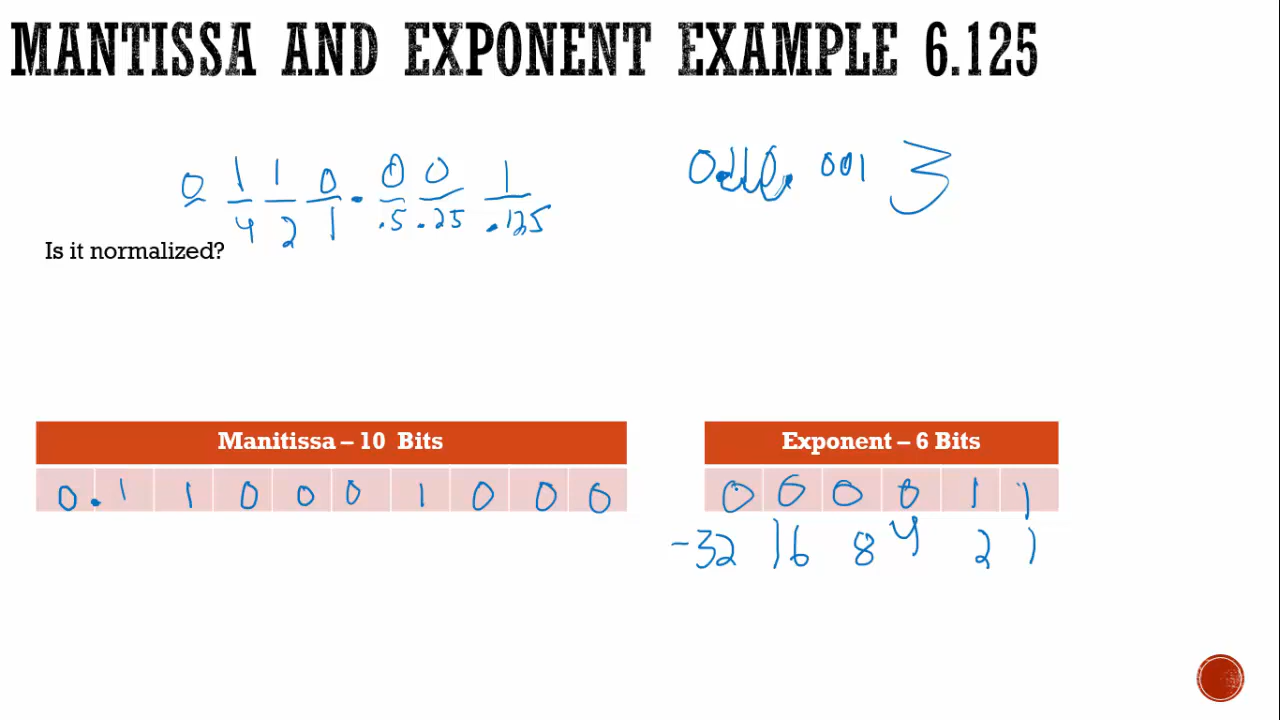 MANTISSA AND EXPONENT EXAMPLE 6.125
0 1 1 0 . 0 0 1
4 2 1 .5 .25 .125
0.110. 001 3
Is it normalized?
Manitissa – 10 Bits
0.1 1 0 0 0 1 0 0 0
Exponent – 6 Bits
0 0 0 0 1 1
-32 16 8 4 2 1